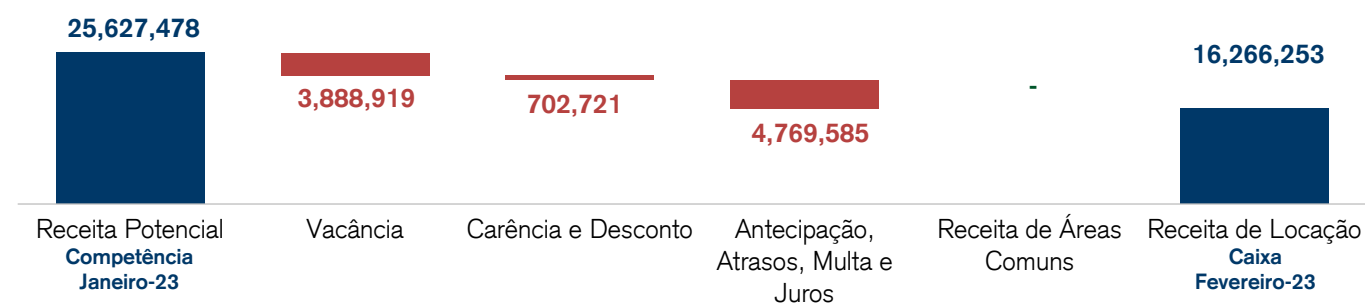 25,627,478
3,888,919
702,721
4,769,585
-
16,266,253
Receita Potencial
Competência
Janeiro-23
Vacância
Carência e Desconto
Antecipação,
Atrasos, Multa e
Juros
Receita de Áreas
Comuns
Receita de Locação
Caixa
Fevereiro-23